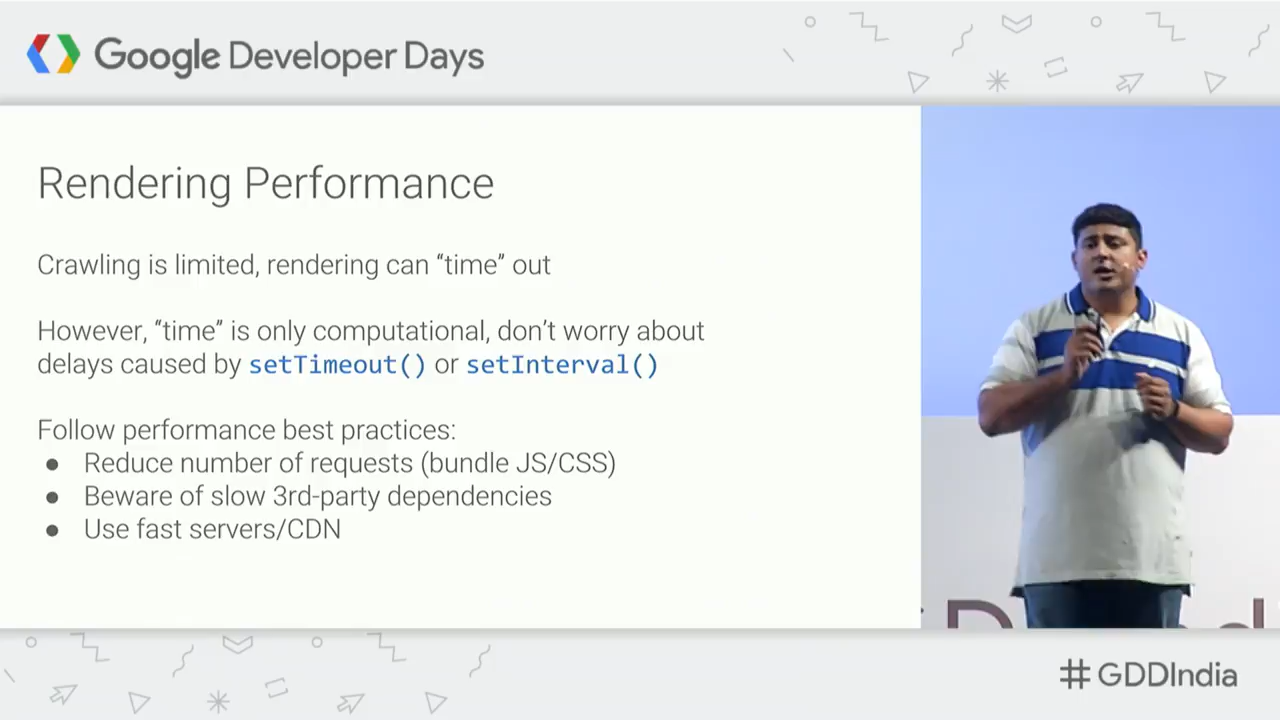 Google Developer Days
Rendering Performance
Crawling is limited, rendering can “time” out
However, “time” is only computational, don’t worry about
delays caused by setTimeout() or setInterval()
Follow performance best practices:
● Reduce number of requests (bundle JS/CSS)
● Beware of slow 3rd-party dependencies
● Use fast servers/CDN
#GDDIndia